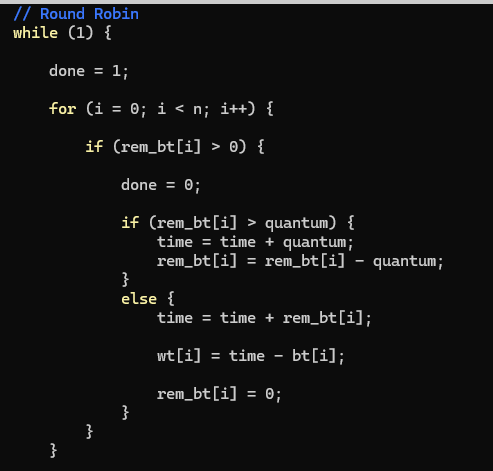 // Round Robin
while (1) {
done = 1;
for (i = 0; i < n; i++) {
if (rem_bt[i] > 0) {
done = 0;
if (rem_bt[i] > quantum) {
time = time + quantum;
rem_bt[i] = rem_bt[i] - quantum;
}
else {
time = time + rem_bt[i];
wt[i] = time - bt[i];
rem_bt[i] = 0;
}
}
}